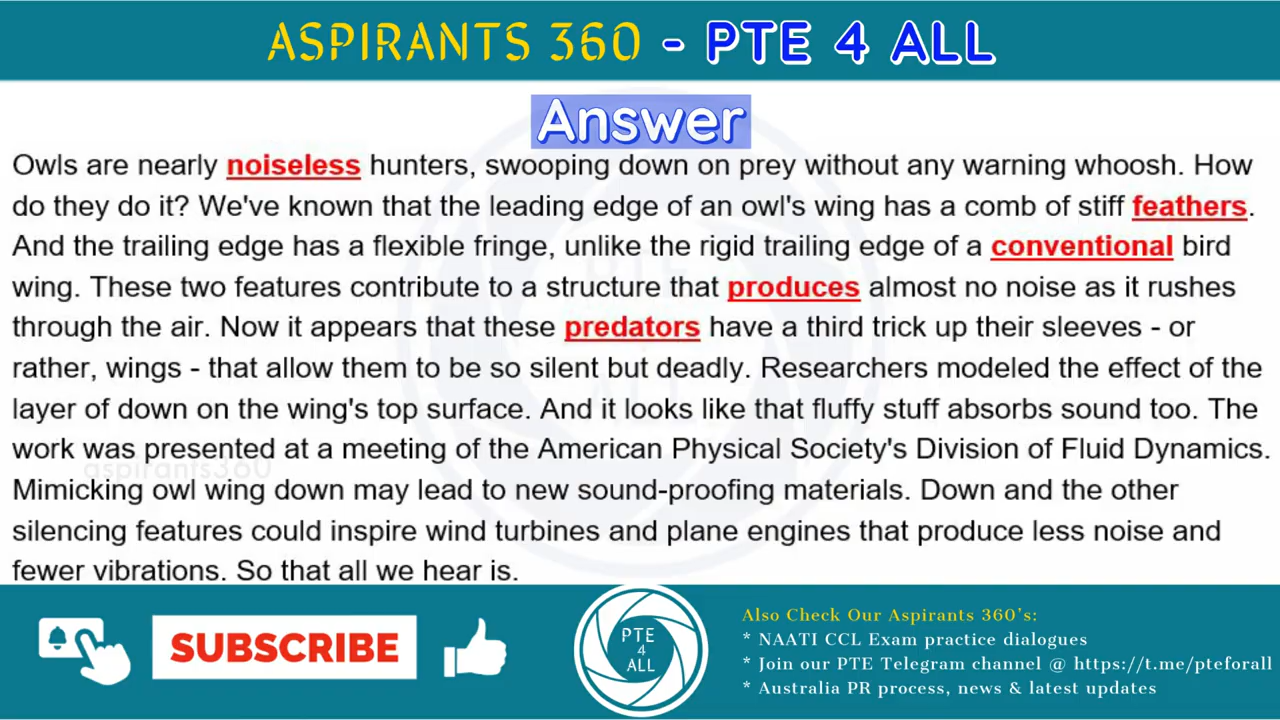 ASPIRANTS 360 - PTE 4 ALL
Answer
Owls are nearly noiseless hunters, swooping down on prey without any warning whoosh. How
do they do it? We've known that the leading edge of an owl's wing has a comb of stiff feathers.
And the trailing edge has a flexible fringe, unlike the rigid trailing edge of a conventional bird
wing. These two features contribute to a structure that produces almost no noise as it rushes
through the air. Now it appears that these predators have a third trick up their sleeves - or
rather, wings - that allow them to be so silent but deadly. Researchers modeled the effect of the
layer of down on the wing's top surface. And it looks like that fluffy stuff absorbs sound too. The
work was presented at a meeting of the American Physical Society's Division of Fluid Dynamics.
aspirants360
Mimicking owl wing down may lead to new sound-proofing materials. Down and the other
silencing features could inspire wind turbines and plane engines that produce less noise and
fewer vibrations. So that all we hear is.
SUBSCRIBE
PTE
4
ALL
Also Check Our Aspirants 360's:
* NAATI CCL Exam practice dialogues
* Join our PTE Telegram channel @ https://t.me/pteforall
* Australia PR process, news & latest updates